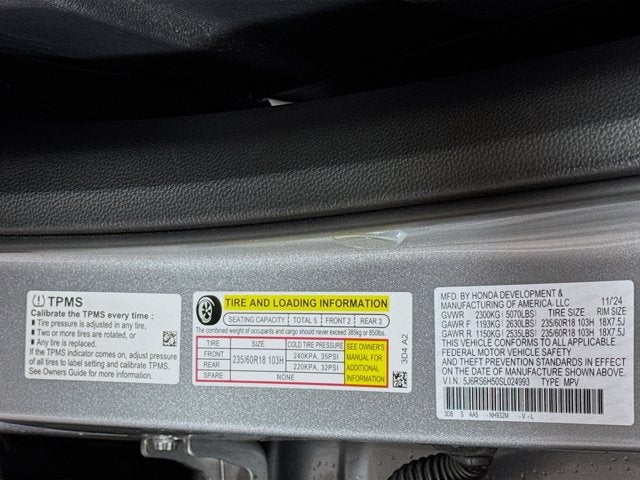 TPMS
Calibrate the TPMS every time :
Tire pressure is adjusted in any tire,
Two or more tires are rotated, or
Any tire is replaced.
If the TPMS indicator comes on, adjust pressure
of all tires to label setting and calibrate TPMS.
See Owners Guide for more information.
TIRE AND LOADING INFORMATION
SEATING CAPACITY TOTAL 5 FRONT 2 REAR 3
The combined weight of occupants and cargo should never exceed 385kg or 850lbs.
TIRE SIZE COLD TIRE PRESSURE
FRONT 235/60R18 103H 240KPA, 35PSI
REAR 220KPA, 32PSI
SPARE NONE
SEE OWNER'S
MANUAL FOR
ADDITIONAL
INFORMATION
3D4 A2
MFD. BY HONDA DEVELOPMENT &
MANUFACTURING OF AMERICA, LLC 11/24
GVWR 2300KG(5070LBS) TIRE SIZE RIM SIZE
GAWR F 1193KG(2630LBS) 235/60R18 103H 18X7.5J
GAWR R 1150KG(2535LBS) 235/60R18 103H 18X7.5J
THIS VEHICLE CONFORMS TO ALL APPLICABLE
FEDERAL MOTOR VEHICLE SAFETY
AND THEFT PREVENTION STANDARDS IN EFFECT
ON THE DATE OF MANUFACTURE SHOWN ABOVE.
V.I.N. 5J6RS6H50SL024993 TYPE: MPV
S AA5 -NH932M -V-L